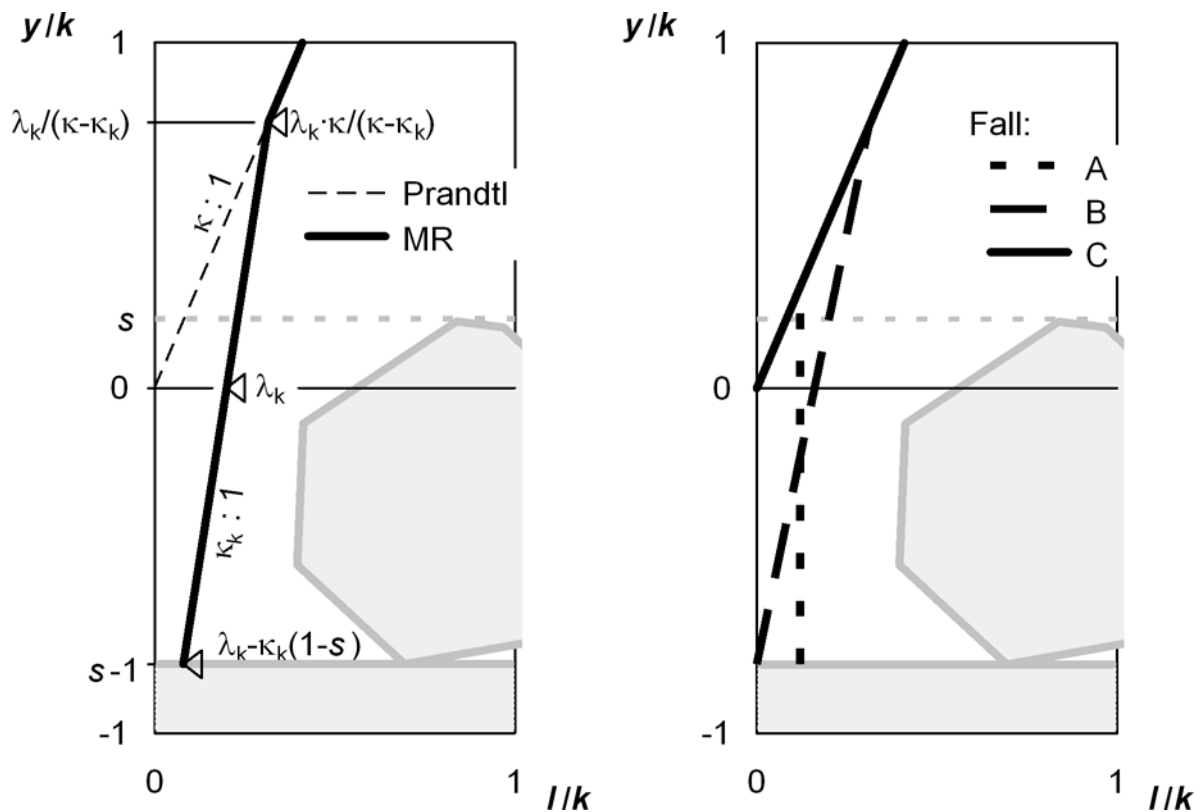 y/k
1
λk/(κ-κk)
λk·κ/(κ-κk)
κ : 1
Prandtl
MR
s
0
λk
κk : 1
λk-κk(1-s)
s-1
-1
0
1
l/k
y/k
1
Fall:
A
B
C
0
-1
0
1
l/k